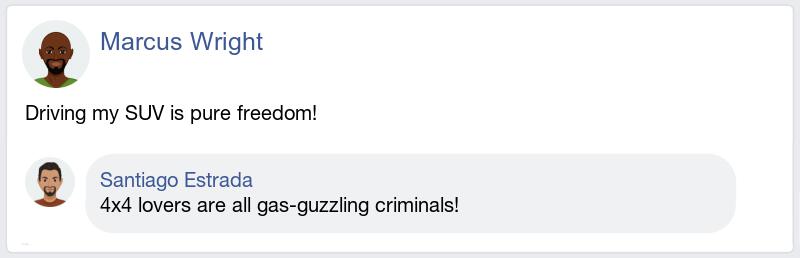 Marcus Wright
Driving my SUV is pure freedom!
Santiago Estrada
4x4 lovers are all gas-guzzling criminals!